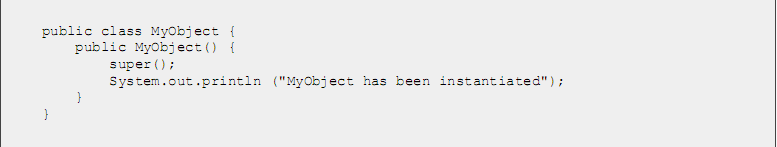 public class MyObject {
    public MyObject() {
        super();
        System.out.println ("MyObject has been instantiated");
    }
}